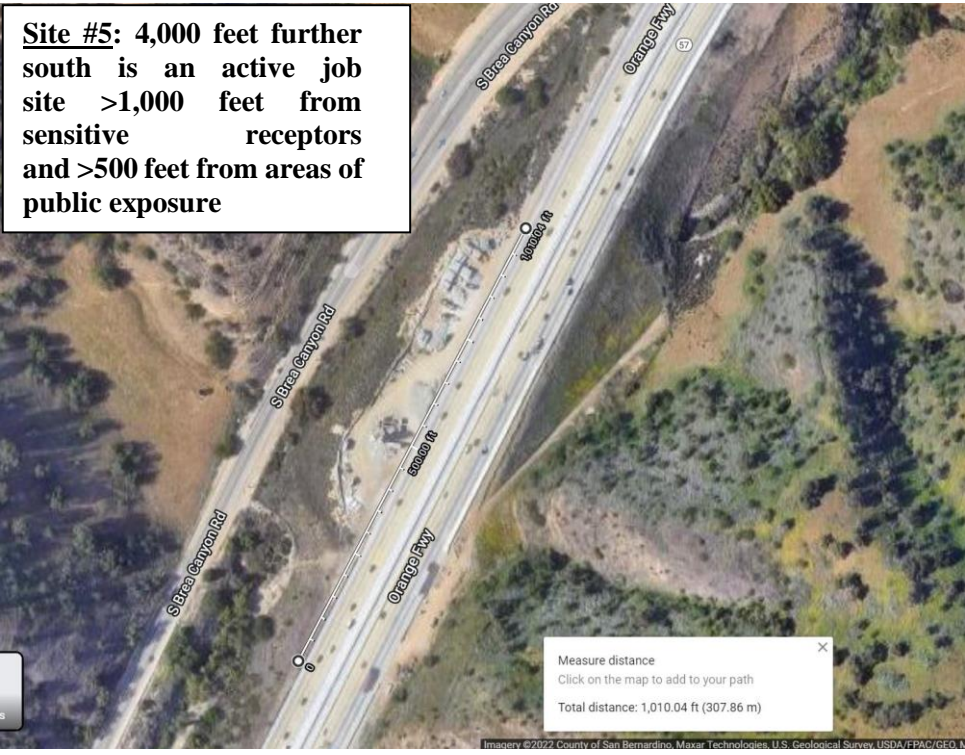 Site #5: 4,000 feet further
south is an active job
site >1,000 feet from
sensitive receptors
and >500 feet from areas of
public exposure
S Brea Canyon Rd
Orange Fwy
57
1,010.04 ft
S Brea Canyon Rd
500.00 ft
S Brea Canyon Rd
Orange Fwy
0
Measure distance
Click on the map to add to your path
Total distance: 1,010.04 ft (307.86 m)
Imagery ©2022 County of San Bernardino, Maxar Technologies, U.S. Geological Survey, USDA/FPAC/GEO,